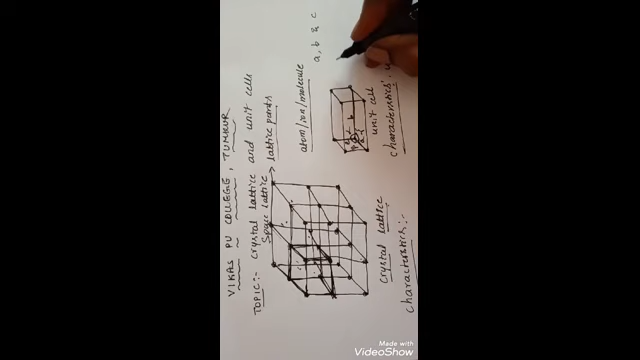 VIKAS PU COLLEGE, TUMKUR
TOPIC:- Crystal lattice and unit cells
Space lattic → lattice points
atom/ion/molecule
a, b & c
crystal lattice
unit cell
characteristics:-
characteristics
Made with
VideoShow